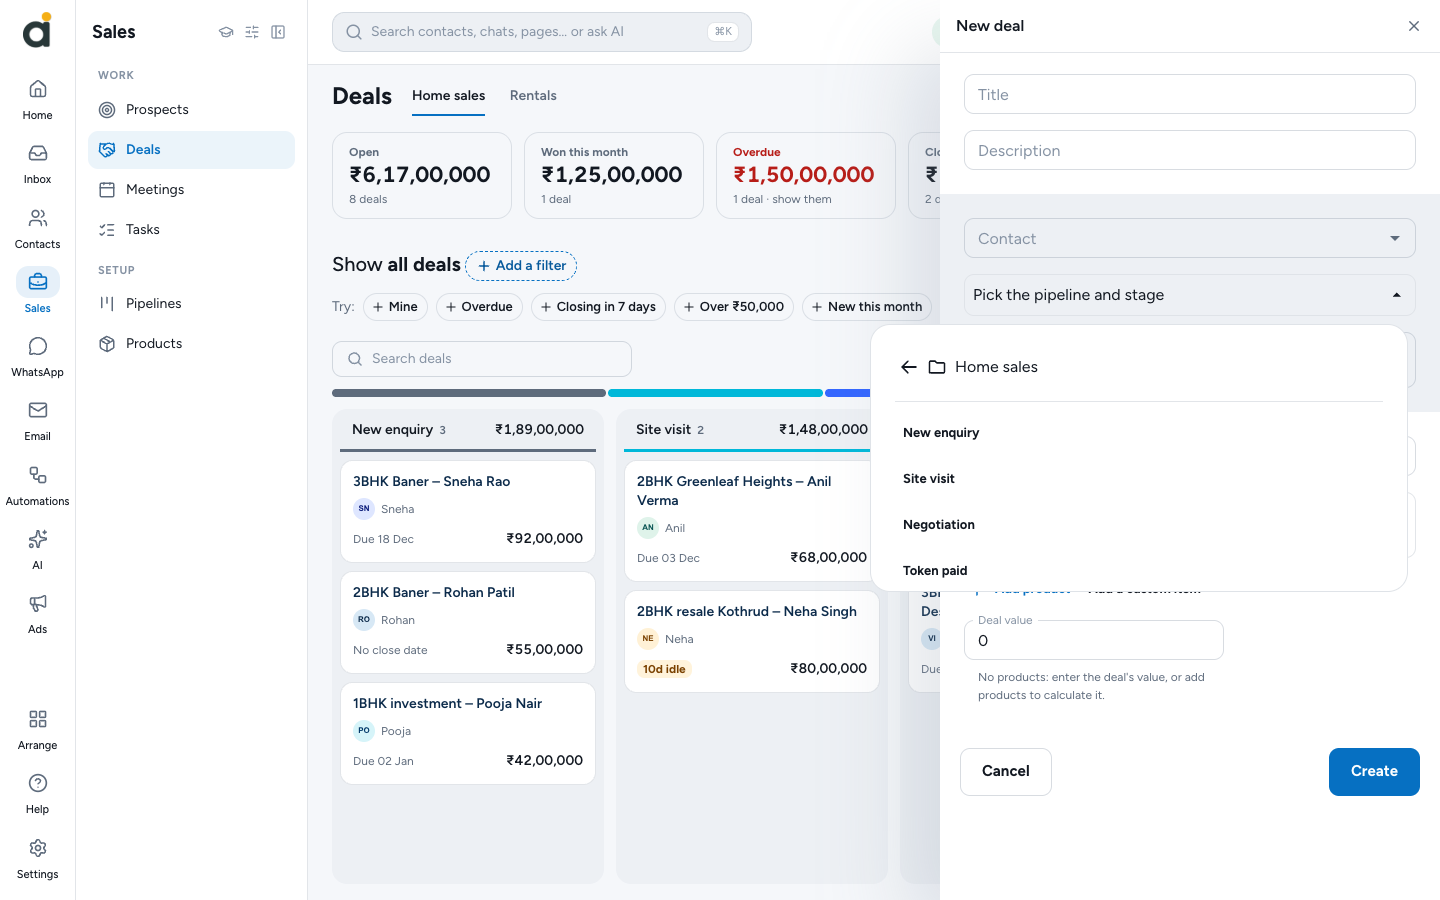 Home
Inbox
Contacts
Sales
WhatsApp
Email
Automations
AI
Ads
Arrange
Help
Settings
Sales
WORK
Prospects
Deals
Meetings
Tasks
SETUP
Pipelines
Products
Search contacts, chats, pages... or ask AI
⌘K
Deals
Home sales
Rentals
Open
₹6,17,00,000
8 deals
Won this month
₹1,25,00,000
1 deal
Overdue
₹1,50,00,000
1 deal · show them
₹
Show all deals
+ Add a filter
Try:
+ Mine
+ Overdue
+ Closing in 7 days
+ Over ₹50,000
+ New this month
Search deals
New enquiry 3 ₹1,89,00,000
3BHK Baner – Sneha Rao
SN Sneha
Due 18 Dec ₹92,00,000
2BHK Baner – Rohan Patil
RO Rohan
No close date ₹55,00,000
1BHK investment – Pooja Nair
PO Pooja
Due 02 Jan ₹42,00,000
Site visit 2 ₹1,48,00,000
2BHK Greenleaf Heights – Anil
Verma
AN Anil
Due 03 Dec ₹68,00,000
2BHK resale Kothrud – Neha Singh
NE Neha
10d idle ₹80,00,000
VI
Due
New deal
Title
Description
Contact
Pick the pipeline and stage
Home sales
New enquiry
Site visit
Negotiation
Token paid
Deal value
0
No products: enter the deal's value, or add
products to calculate it.
Cancel
Create